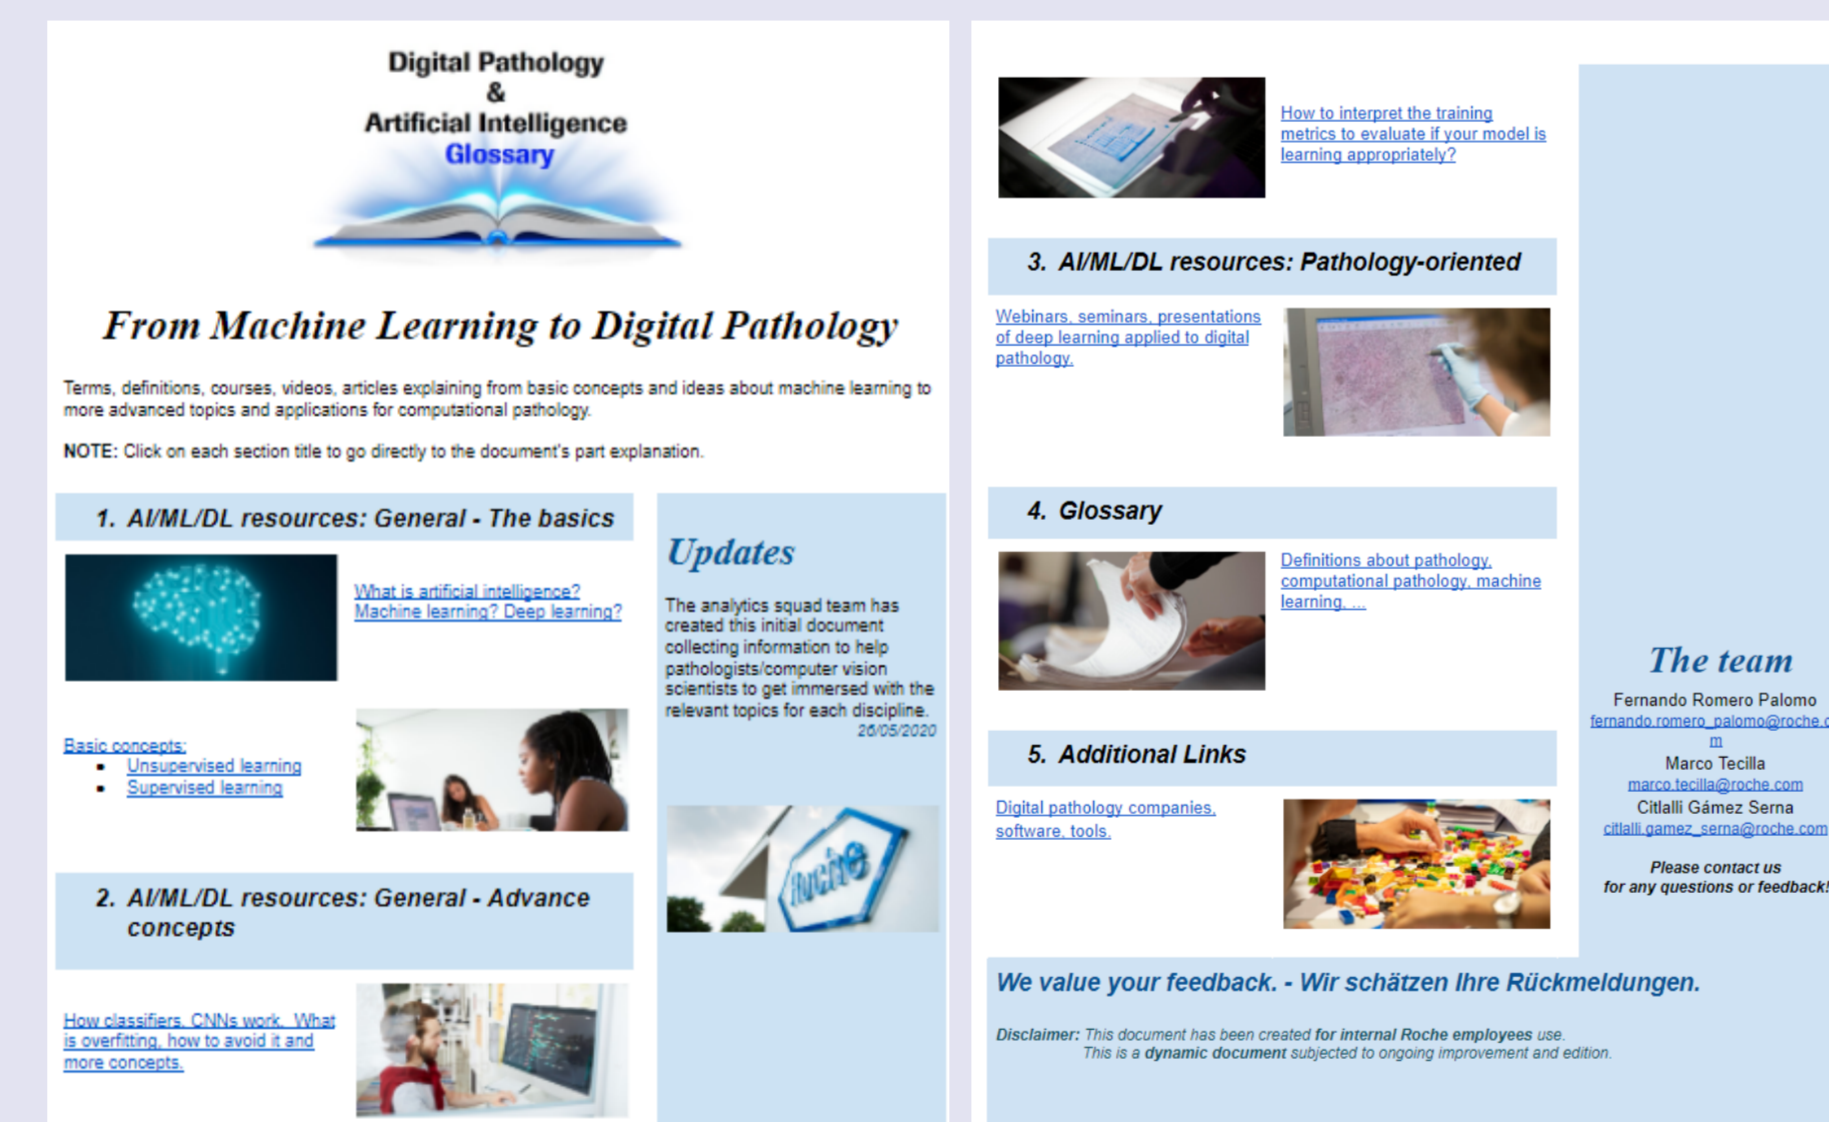 Digital Pathology
&
Artificial Intelligence
Glossary
From Machine Learning to Digital Pathology
Terms, definitions, courses, videos, articles explaining from basic concepts and ideas about machine learning to
more advanced topics and applications for computational pathology.
NOTE: Click on each section title to go directly to the document's part explanation.
1. AI/ML/DL resources: General - The basics
What is artificial intelligence?
Machine learning? Deep learning?
Basic concepts:
▪ Unsupervised learning
▪ Supervised learning
2. AI/ML/DL resources: General - Advance
concepts
How classifiers, CNNs work. What
is overfitting, how to avoid it and
more concepts.
Updates
The analytics squad team has
created this initial document
collecting information to help
pathologists/computer vision
scientists to get immersed with the
relevant topics for each discipline.
26/05/2020
Roche
How to interpret the training
metrics to evaluate if your model is
learning appropriately?
3. AI/ML/DL resources: Pathology-oriented
Webinars, seminars, presentations
of deep learning applied to digital
pathology.
4. Glossary
Definitions about pathology,
computational pathology, machine
learning, ...
5. Additional Links
Digital pathology companies,
software, tools.
The team
Fernando Romero Palomo
fernando.romero_palomo@roche.c
m
Marco Tecilla
marco.tecilla@roche.com
Citlalli Gámez Serna
citlalli.gamez_serna@roche.com
Please contact us
for any questions or feedback!
We value your feedback. - Wir schätzen Ihre Rückmeldungen.
Disclaimer: This document has been created for internal Roche employees use.
This is a dynamic document subjected to ongoing improvement and edition.